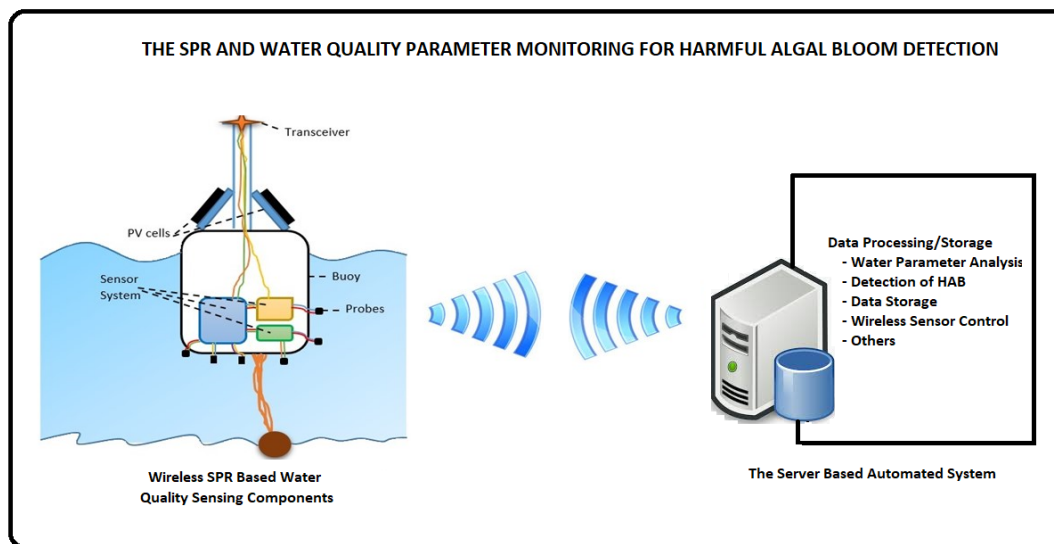 THE SPR AND WATER QUALITY PARAMETER MONITORING FOR HARMFUL ALGAL BLOOM DETECTION
Transceiver
PV cells
Sensor
System
Buoy
Probes
Wireless SPR Based Water
Quality Sensing Components
Data Processing/Storage
- Water Parameter Analysis
- Detection of HAB
- Data Storage
- Wireless Sensor Control
- Others
The Server Based Automated System